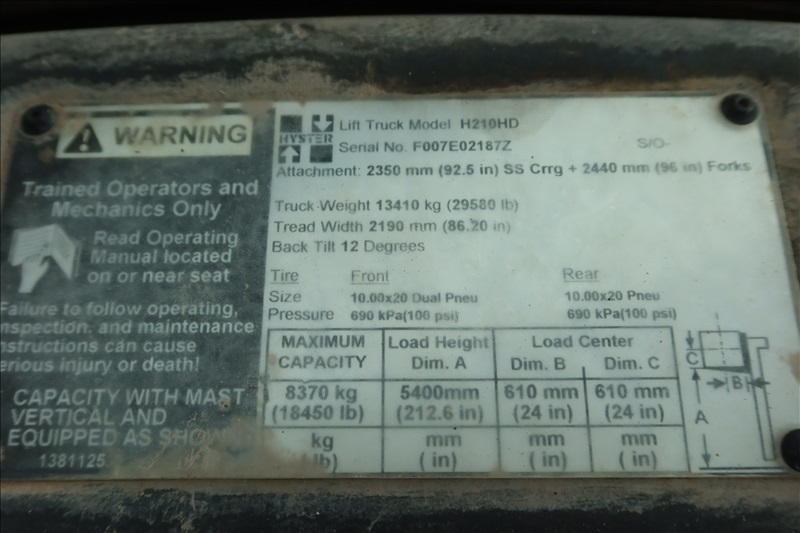 WARNING
Trained Operators and
Mechanics Only
Read Operating
Manual located
on or near seat
Failure to follow operating,
inspection, and maintenance
instructions can cause
serious injury or death!
CAPACITY WITH MAST
VERTICAL AND
EQUIPPED AS SHOWN
1381125
HYSTER
Lift Truck Model H210HD
Serial No. F007E02187Z S/O-
Attachment: 2350 mm (92.5 in) SS Crrg + 2440 mm (96 in) Forks
Truck Weight 13410 kg (29580 lb)
Tread Width 2190 mm (86.20 in)
Back Tilt 12 Degrees
Tire Front Rear
Size 10.00x20 Dual Pneu 10.00x20 Pneu
Pressure 690 kPa(100 psi) 690 kPa(100 psi)
MAXIMUM Load Height Load Center
CAPACITY Dim. A Dim. B Dim. C
8370 kg 5400mm 610 mm 610 mm
(18450 lb) (212.6 in) (24 in) (24 in)
kg mm mm mm
( lb) ( in) ( in) ( in)
C
B
A